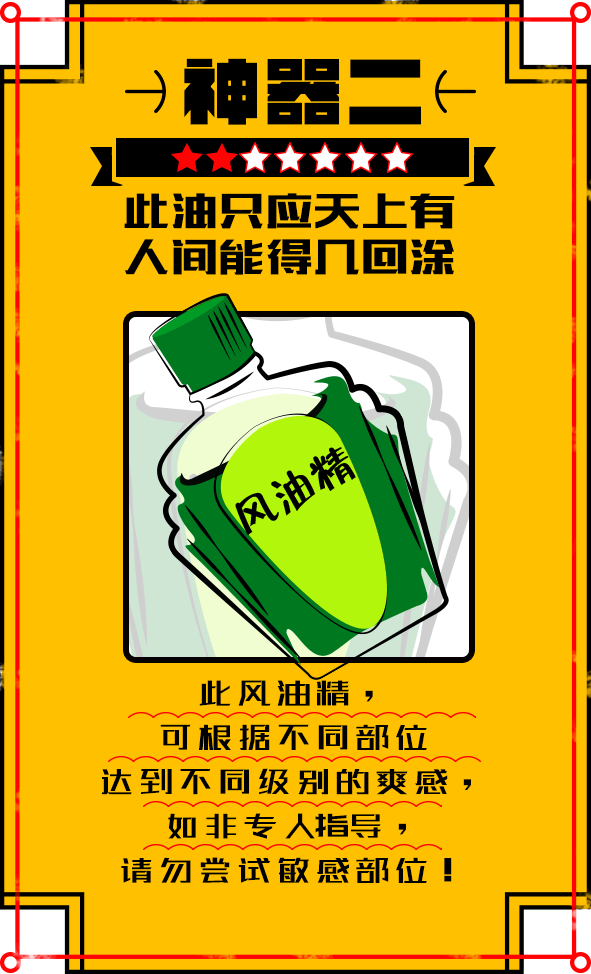 神器二
此油只应天上有
人间能得几回涂
风油精
此风油精，
可根据不同部位
达到不同级别的爽感，
如非专人指导，
请勿尝试敏感部位！